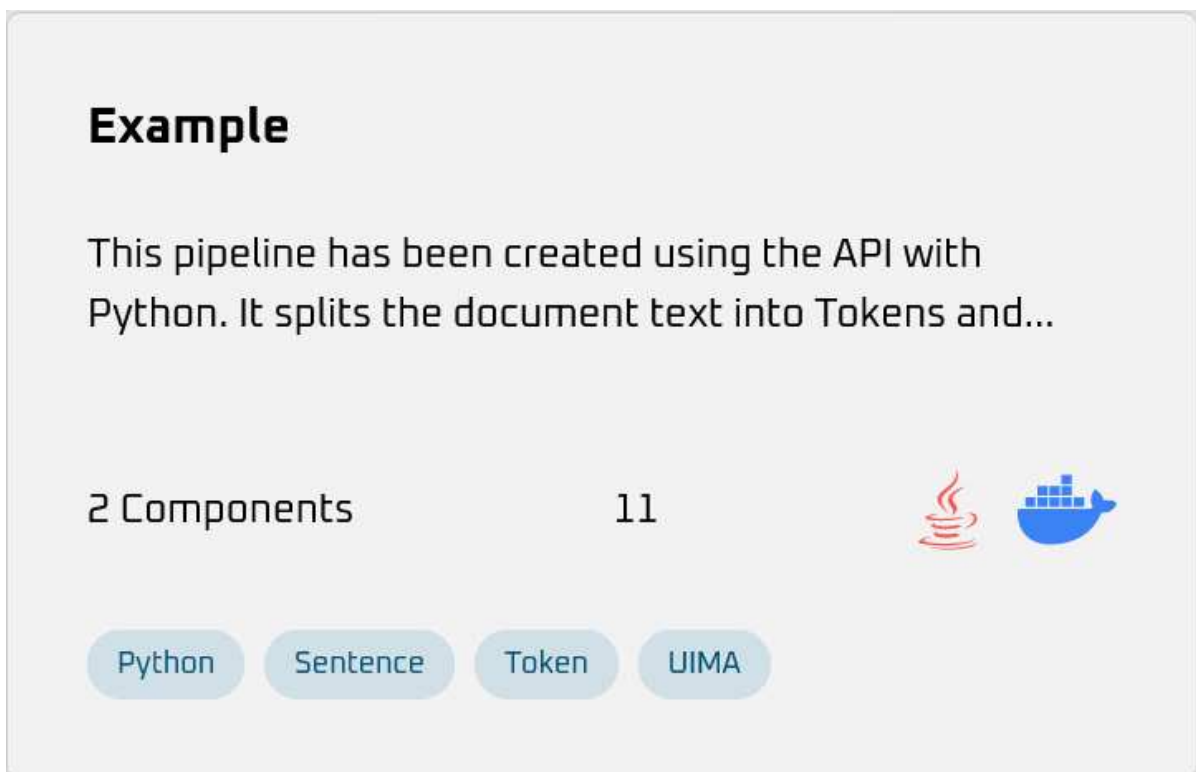 Example
This pipeline has been created using the API with
Python. It splits the document text into Tokens and...
2 Components 11
Python Sentence Token UIMA